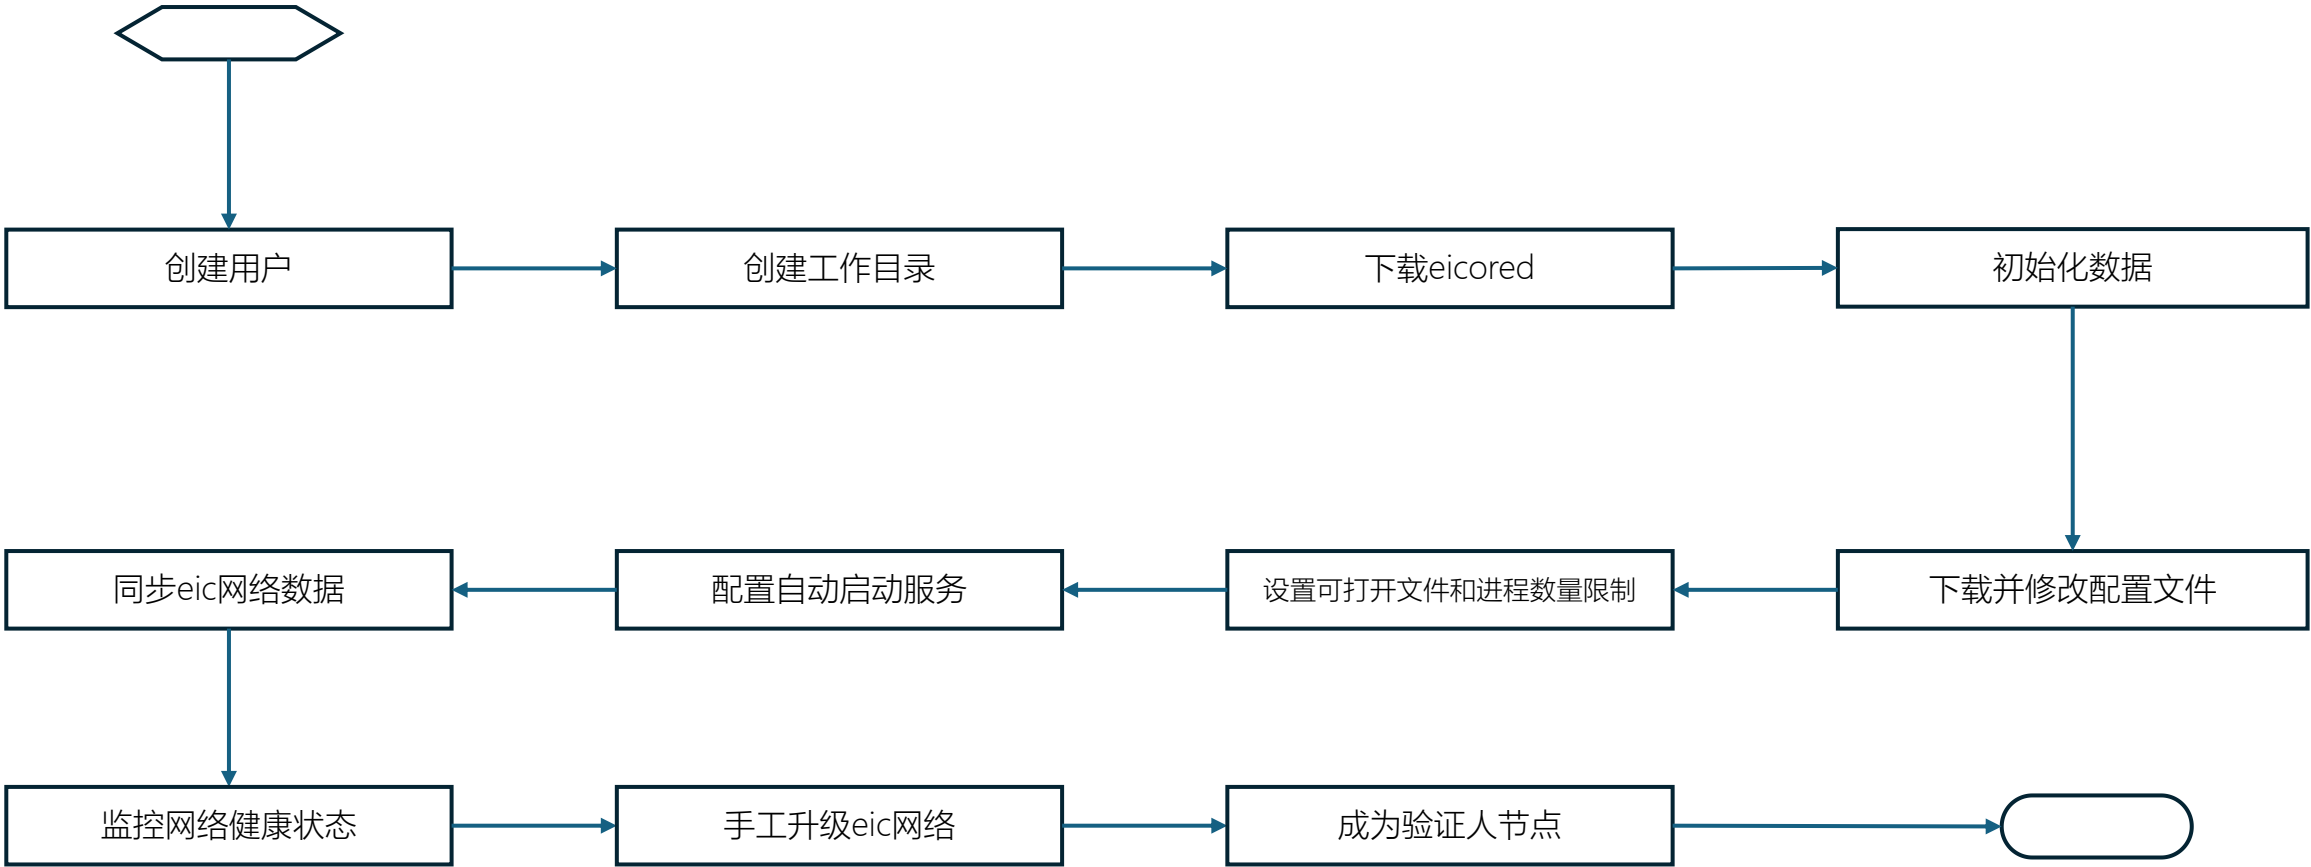 创建用户
创建工作目录
下载eicored
初始化数据
下载并修改配置文件
设置可打开文件和进程数量限制
配置自动启动服务
同步eic网络数据
监控网络健康状态
手工升级eic网络
成为验证人节点